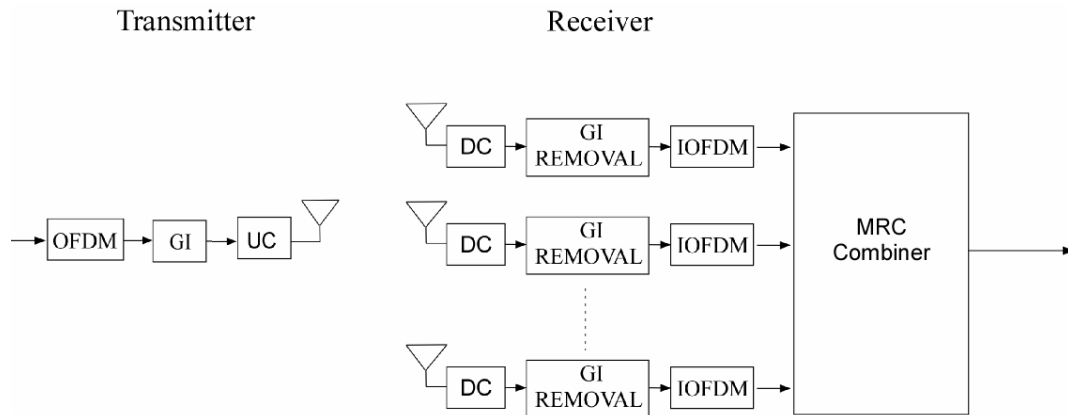 Transmitter
Receiver
DC
GI
REMOVAL
IOFDM
OFDM
GI
UC
DC
GI
REMOVAL
IOFDM
MRC
Combiner
DC
GI
REMOVAL
IOFDM